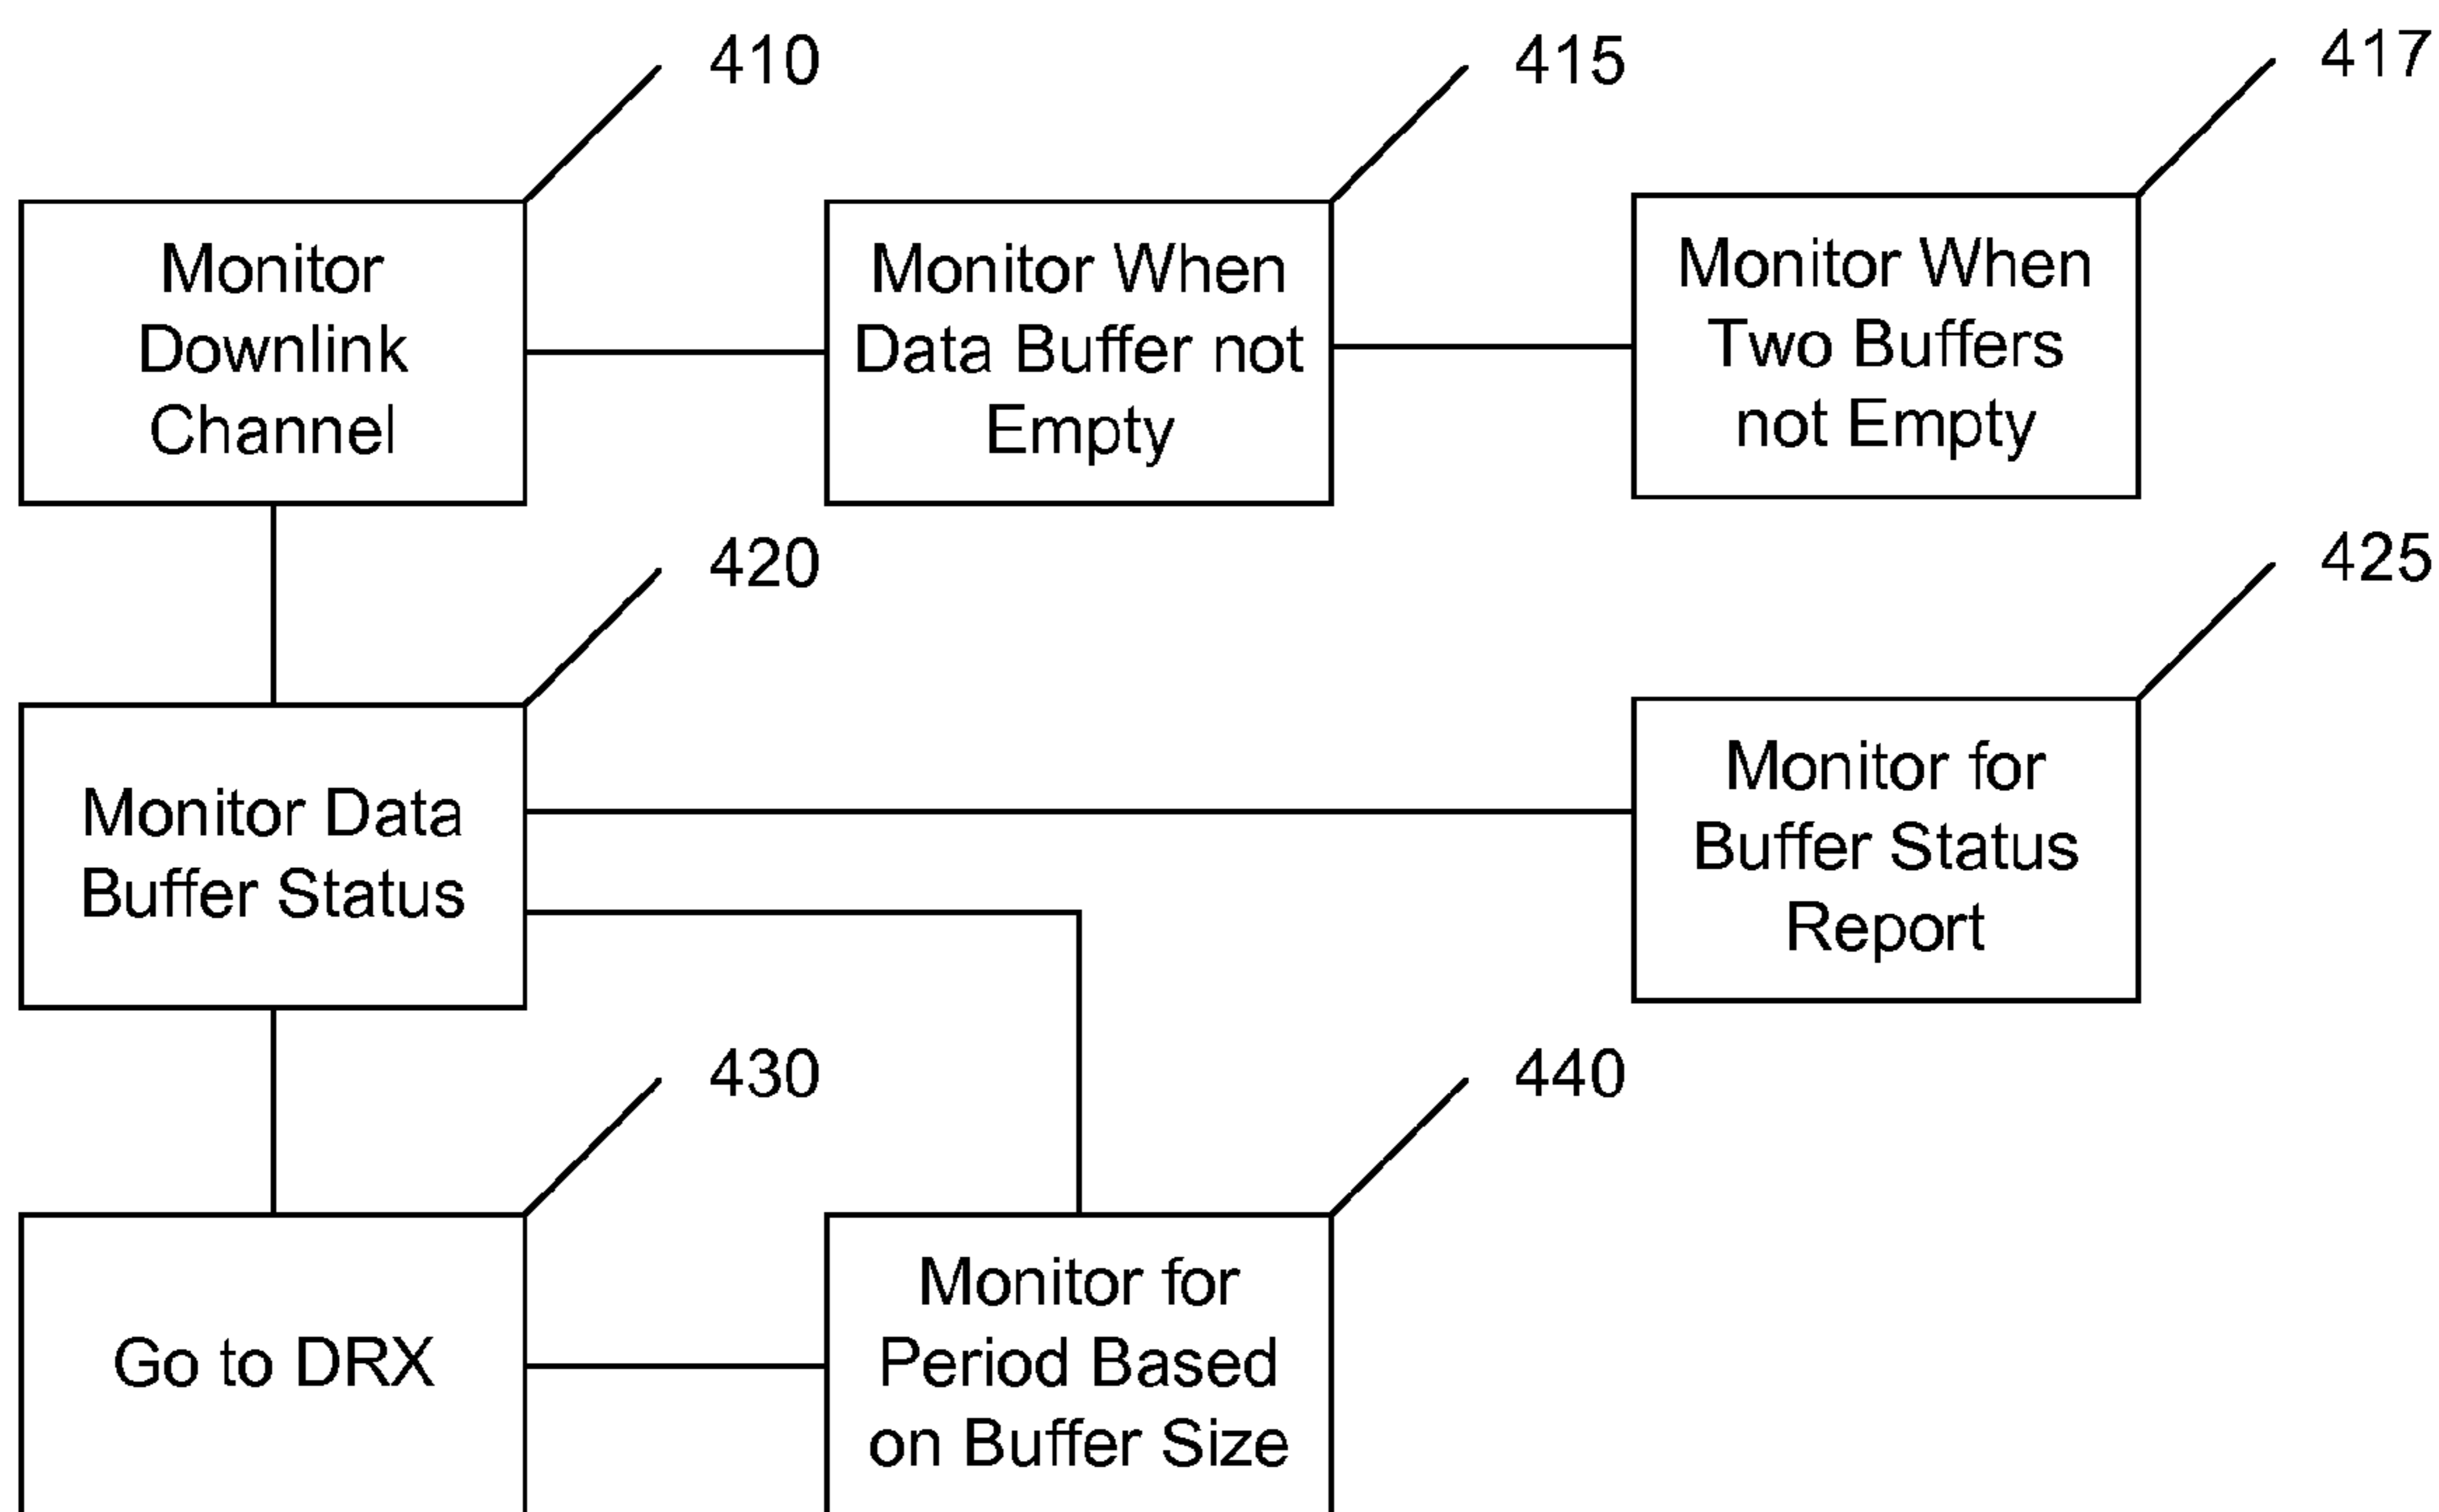 410
415
417
Monitor
Downlink
Channel
Monitor When
Data Buffer not
Empty
Monitor When
Two Buffers
not Empty
420
425
Monitor Data
Buffer Status
Monitor for
Buffer Status
Report
430
440
Go to DRX
Monitor for
Period Based
on Buffer Size